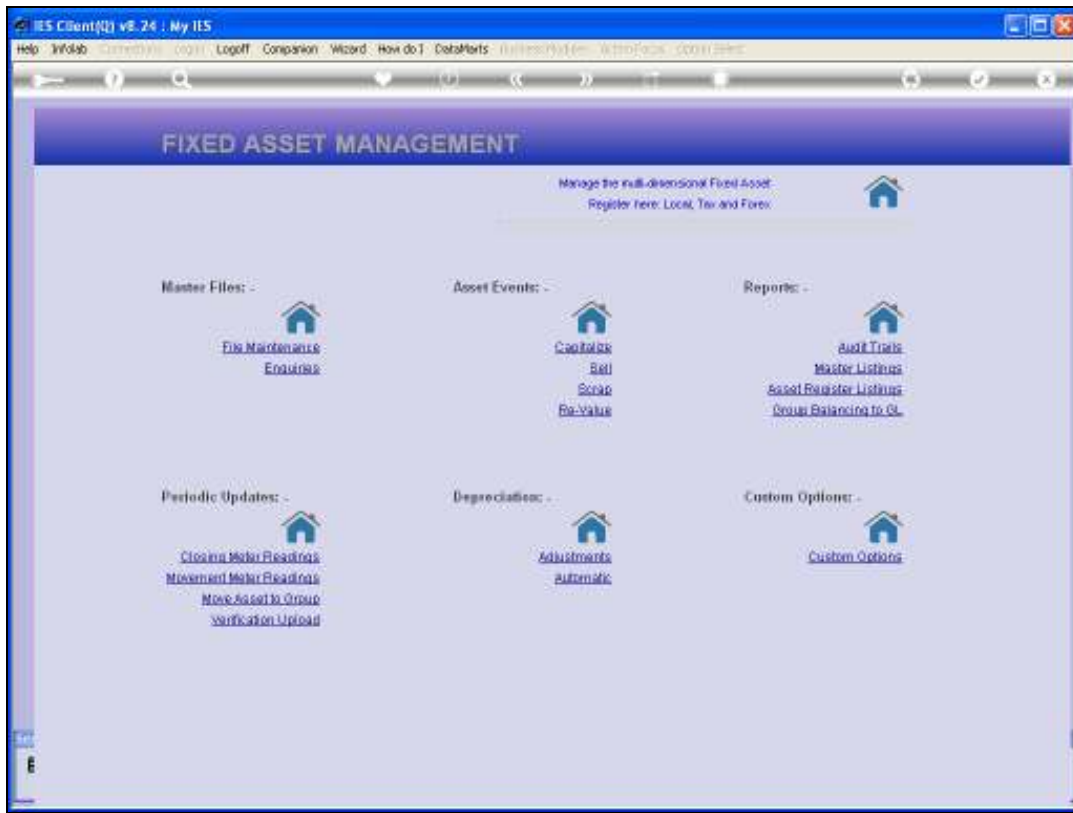 IES Client(Q) v8.24 : My IES
Help Infolab Connections Login Logoff Companion Wizard How do I DataMarts
FIXED ASSET MANAGEMENT
Manage the multi-dimensional Fixed Asset
Register here: Local, Tax and Forex
Master Files: -
File Maintenance
Enquiries
Asset Events: -
Capitalize
Sell
Scrap
Re-Value
Reports: -
Audit Trails
Master Listings
Asset Register Listings
Group Balancing to GL
Periodic Updates: -
Closing Meter Readings
Movement Meter Readings
Move Asset to Group
Verification Upload
Depreciation: -
Adjustments
Automatic
Custom Options: -
Custom Options